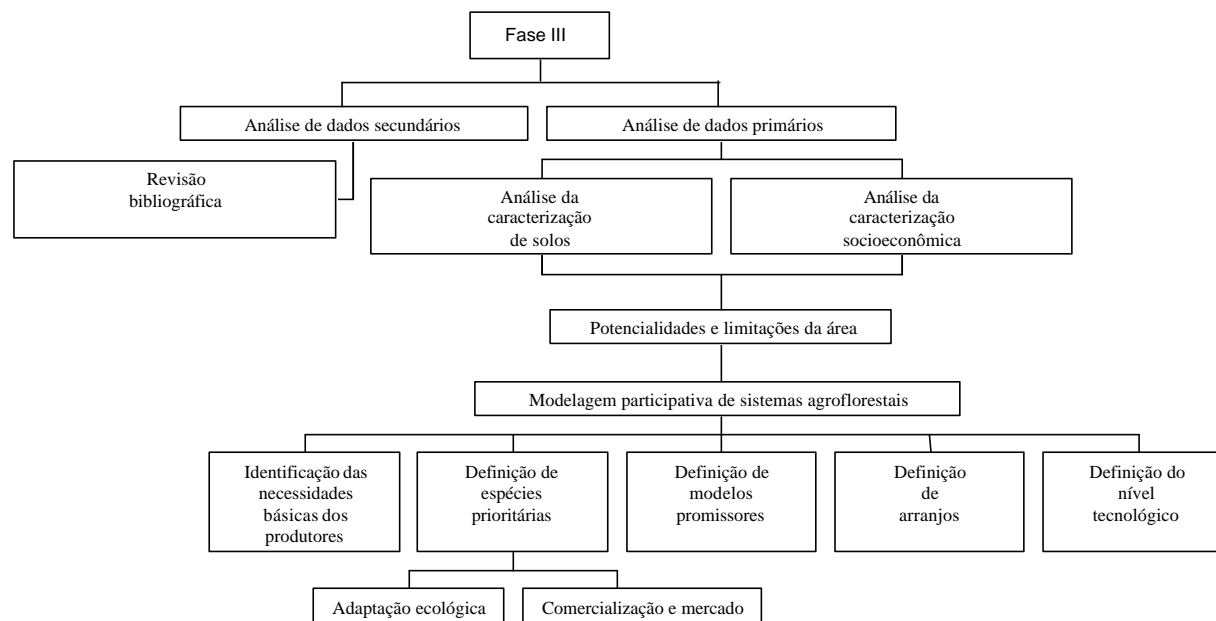 Fase III
Análise de dados secundários
Análise de dados primários
Revisão
bibliográfica
Análise da
caracterização
de solos
Análise da
caracterização
socioeconômica
Potencialidades e limitações da área
Modelagem participativa de sistemas agroflorestais
Identificação das
necessidades
básicas dos
produtores
Definição de
espécies
prioritárias
Definição de
modelos
promissores
Definição
de
arranjos
Definição do
nível
tecnológico
Adaptação ecológica
Comercialização e mercado